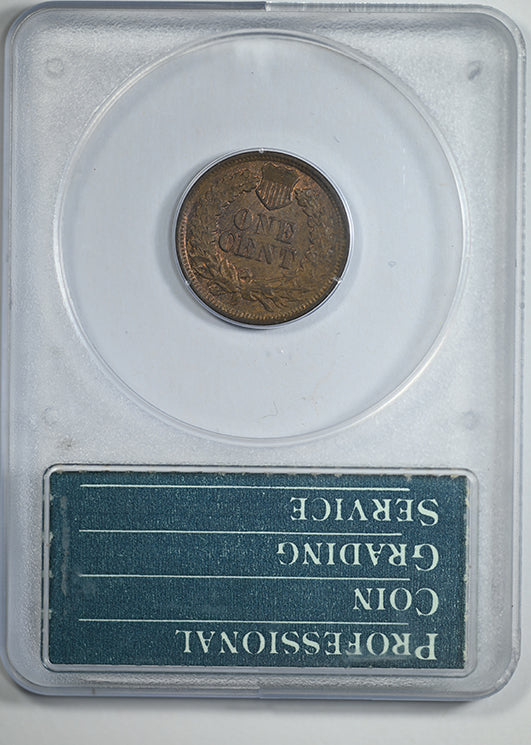 ONE
CENT
PROFESSIONAL
COIN
GRADING
SERVICE